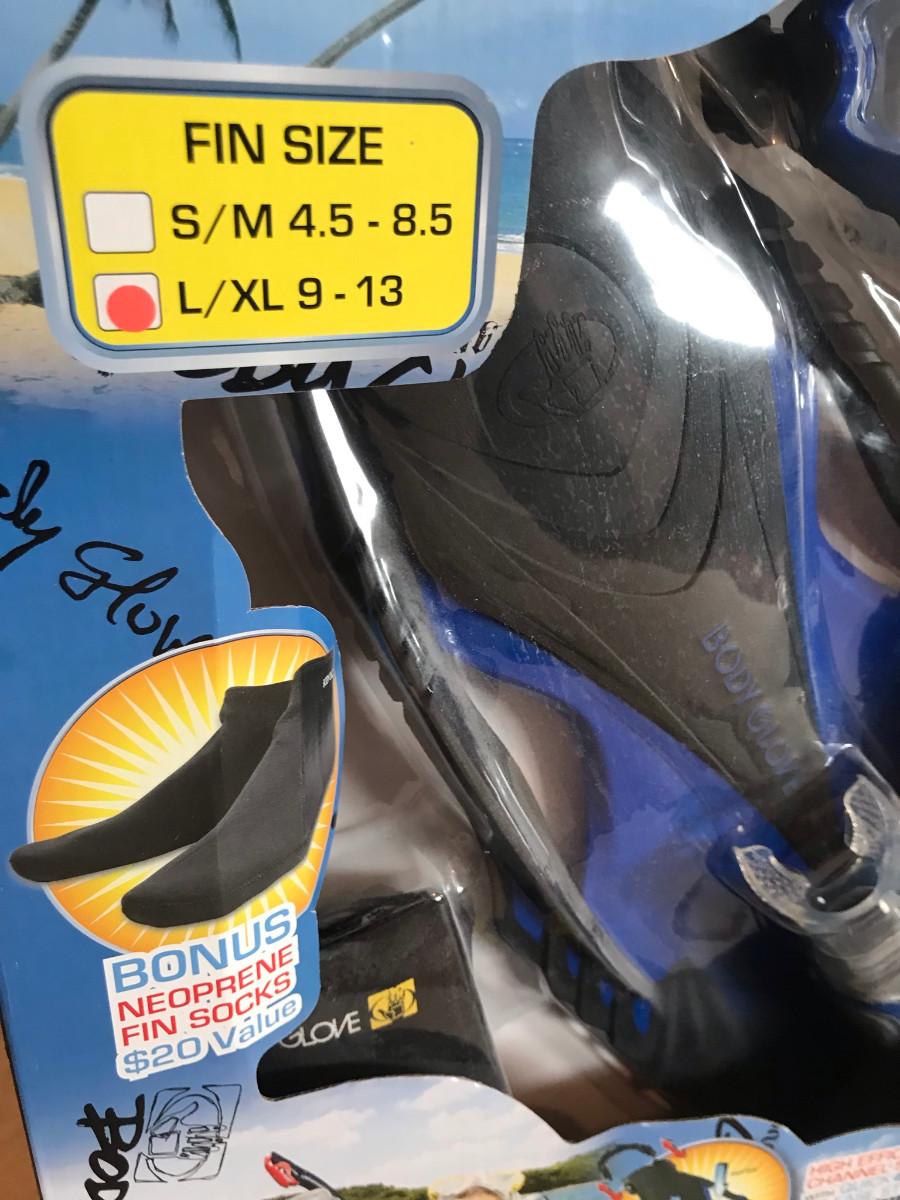 FIN SIZE
S/M 4.5 - 8.5
L/XL 9 - 13
BODY GLOVE
BONUS
NEOPRENE
FIN SOCKS
$20 Value
GLOVE